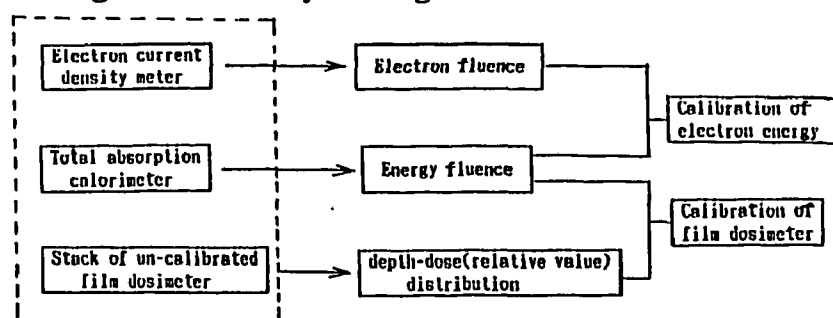 Electron current
density meter
Electron fluence
Calibration of
electron energy
Total absorption
calorimeter
Energy fluence
Calibration of
film dosimeter
Stack of un-calibrated
film dosimeter
depth-dose(relative value)
distribution